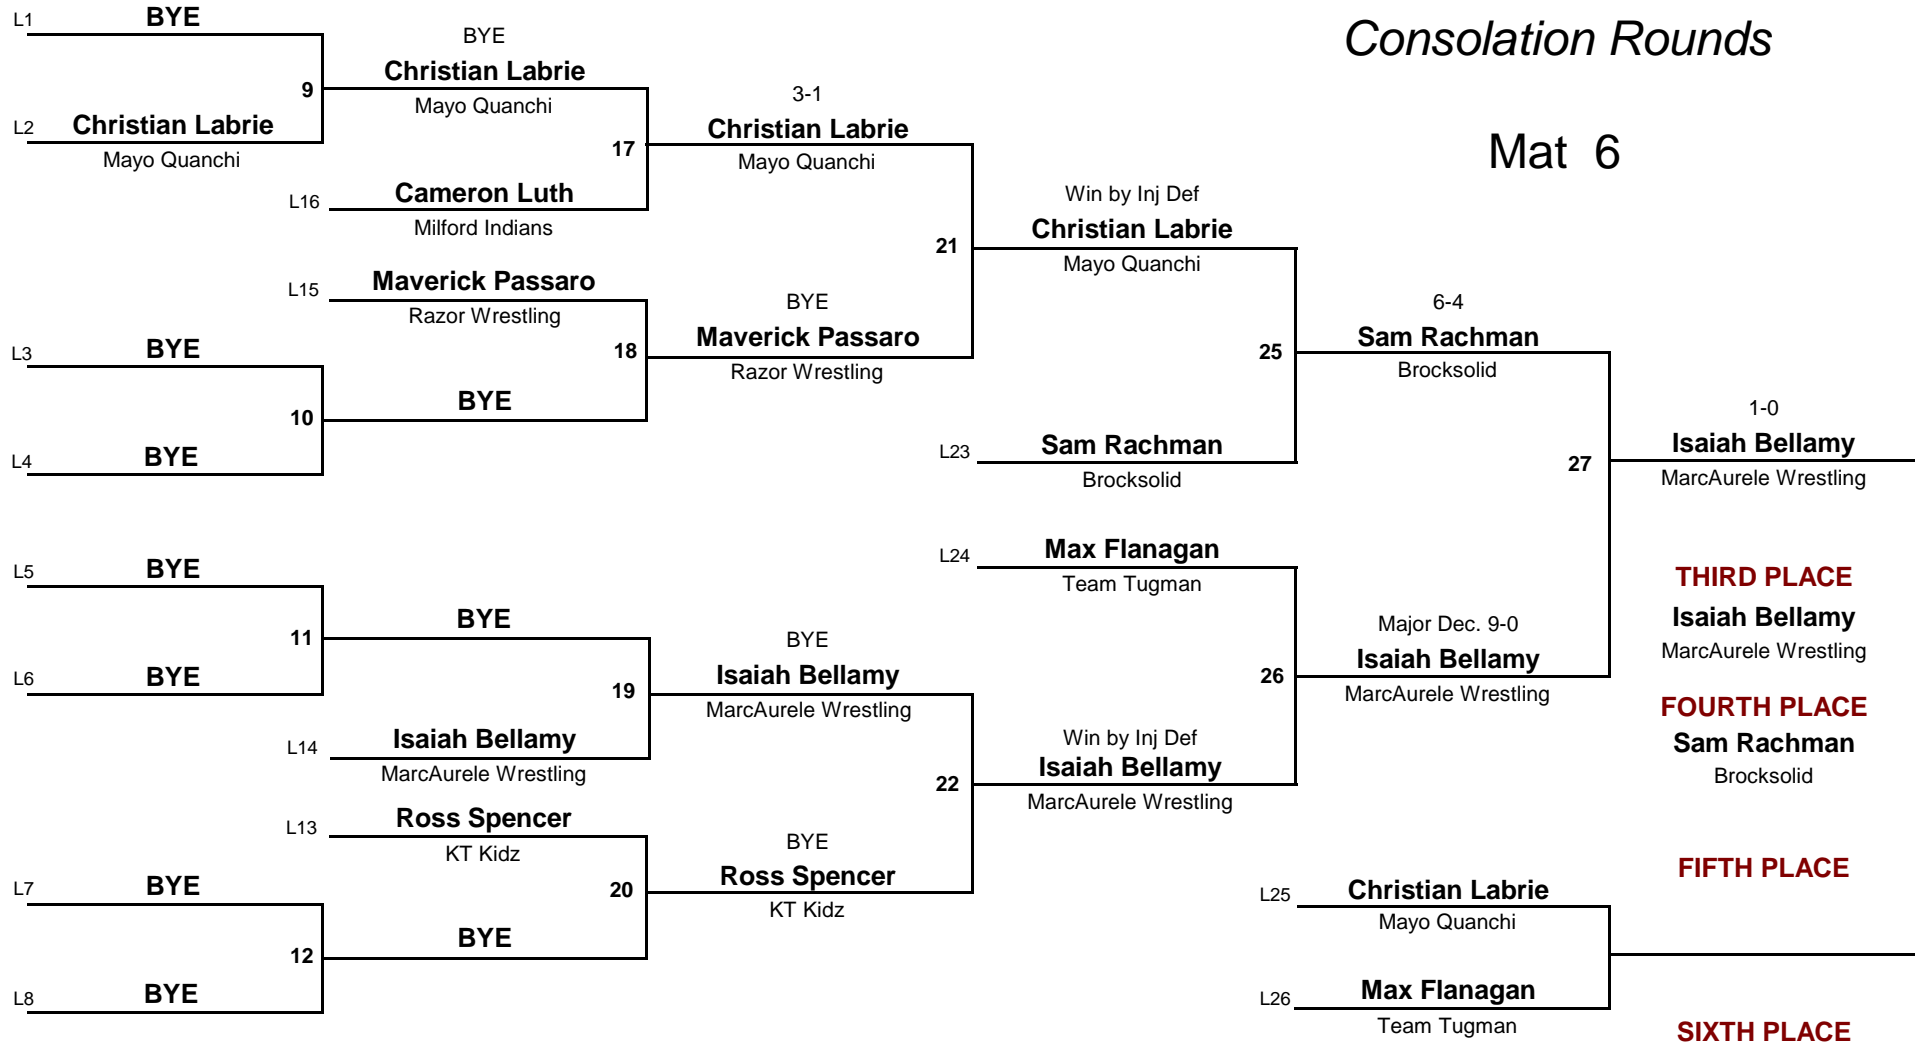 Consolation Rounds
Mat 6
L1 BYE
9
L2 Christian Labrie
Mayo Quanchi
L3 BYE
10
L4 BYE
L5 BYE
11
L6 BYE
L7 BYE
12
L8 BYE
BYE
Christian Labrie
Mayo Quanchi
17
L16 Cameron Luth
Milford Indians
L15 Maverick Passaro
Razor Wrestling
18
BYE
BYE
19
L14 Isaiah Bellamy
MarcAurele Wrestling
L13 Ross Spencer
KT Kidz
20
BYE
3-1
Christian Labrie
Mayo Quanchi
21
BYE
Maverick Passaro
Razor Wrestling
BYE
Isaiah Bellamy
MarcAurele Wrestling
22
BYE
Ross Spencer
KT Kidz
Win by Inj Def
Christian Labrie
Mayo Quanchi
25
L23 Sam Rachman
Brocksolid
L24 Max Flanagan
Team Tugman
26
Win by Inj Def
Isaiah Bellamy
MarcAurele Wrestling
6-4
Sam Rachman
Brocksolid
27
Major Dec. 9-0
Isaiah Bellamy
MarcAurele Wrestling
L25 Christian Labrie
Mayo Quanchi
L26 Max Flanagan
Team Tugman
1-0
Isaiah Bellamy
MarcAurele Wrestling
THIRD PLACE
Isaiah Bellamy
MarcAurele Wrestling
FOURTH PLACE
Sam Rachman
Brocksolid
FIFTH PLACE
SIXTH PLACE